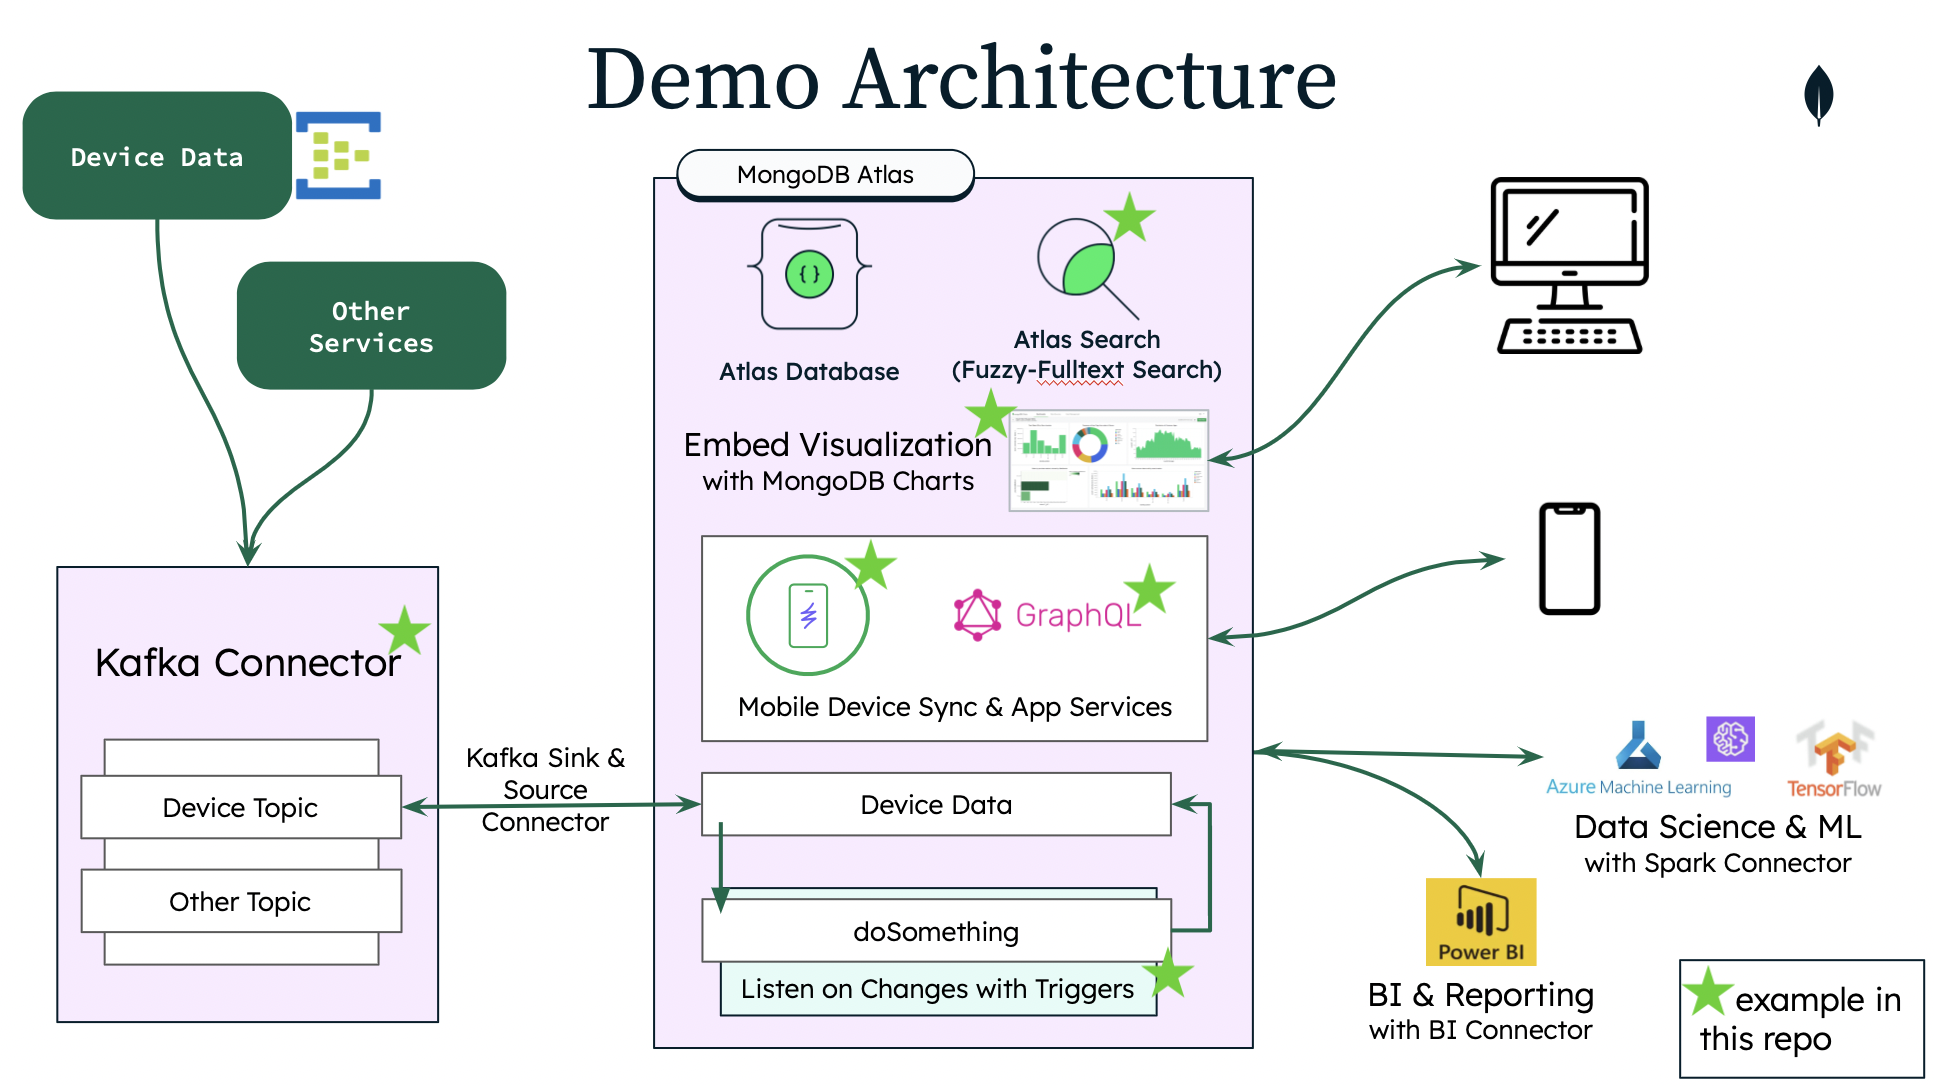 Demo Architecture
Device Data
Other
Services
MongoDB Atlas
Atlas Database
Atlas Search
(Fuzzy-Fulltext Search)
Embed Visualization
with MongoDB Charts
GraphQL
Mobile Device Sync & App Services
Kafka Connector
Device Topic
Other Topic
Kafka Sink &
Source
Connector
Device Data
doSomething
Listen on Changes with Triggers
Azure Machine Learning
TensorFlow
Data Science & ML
with Spark Connector
Power BI
BI & Reporting
with BI Connector
example in
this repo